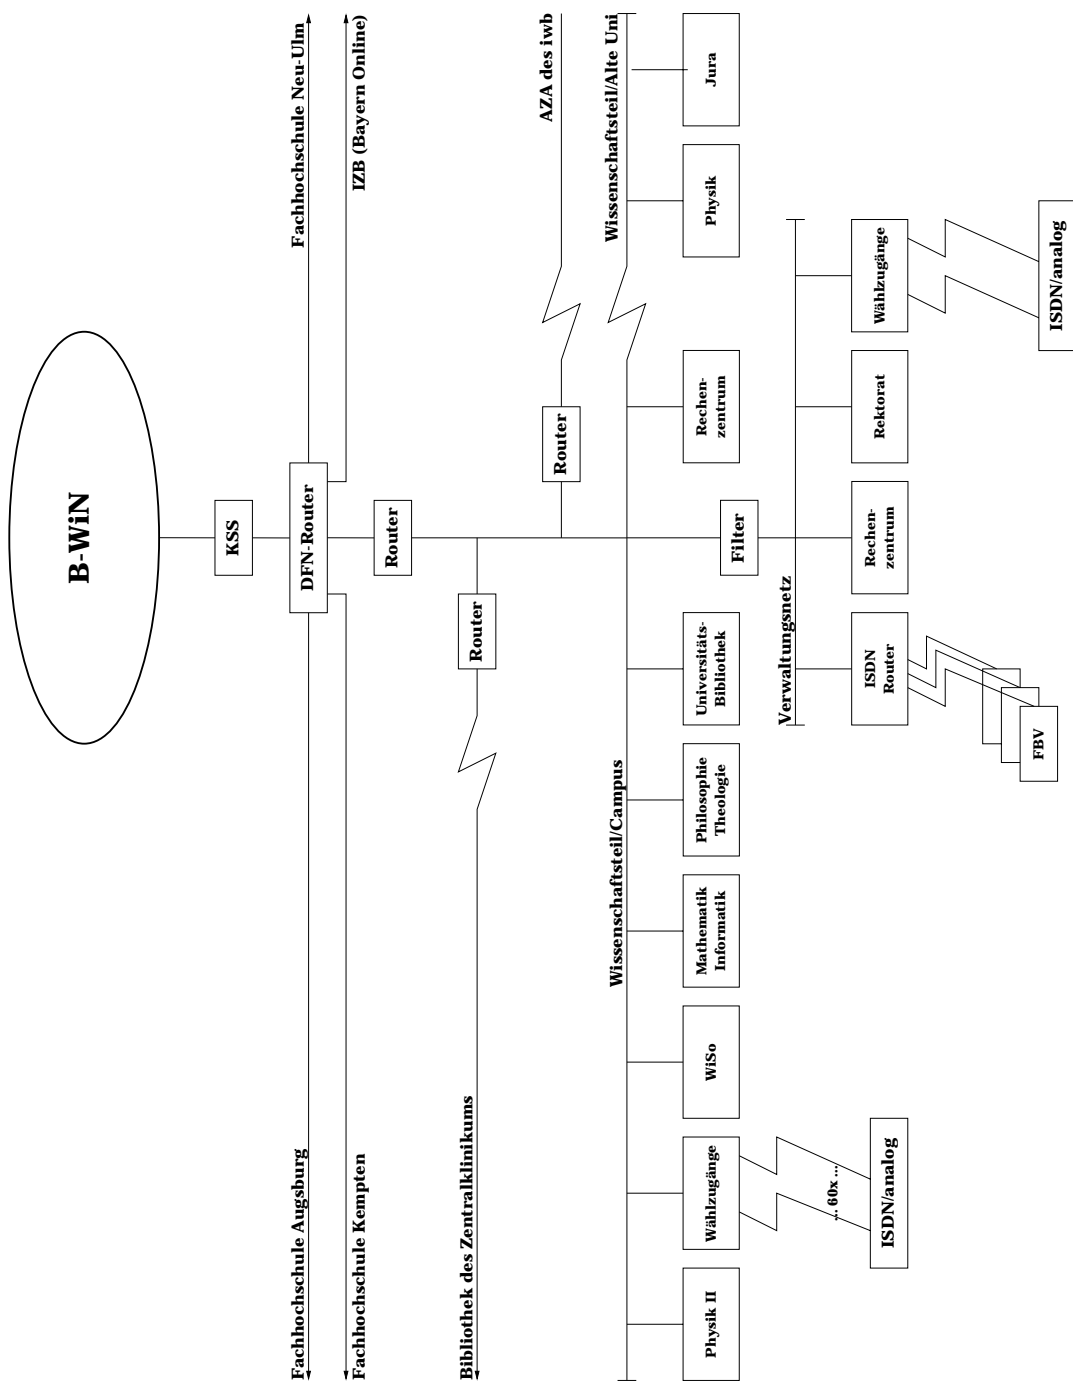 B-WiN
KSS
Fachhochschule Augsburg
DFN-Router
Fachhochschule Neu-Ulm
Fachhochschule Kempten
IZB (Bayern Online)
Router
Bibliothek des Zentralklinikums
Router
Router
AZA des iwb
Wissenschaftsteil/Campus
Wissenschaftsteil/Alte Uni
Physik II
Wählzugänge
WiSo
Mathematik
Informatik
Philosophie
Theologie
Universitäts-
Bibliothek
Rechen-
zentrum
Physik
Jura
Filter
Verwaltungsnetz
... 60x ...
ISDN/analog
ISDN
Router
Rechen-
zentrum
Rektorat
Wählzugänge
FBV
ISDN/analog